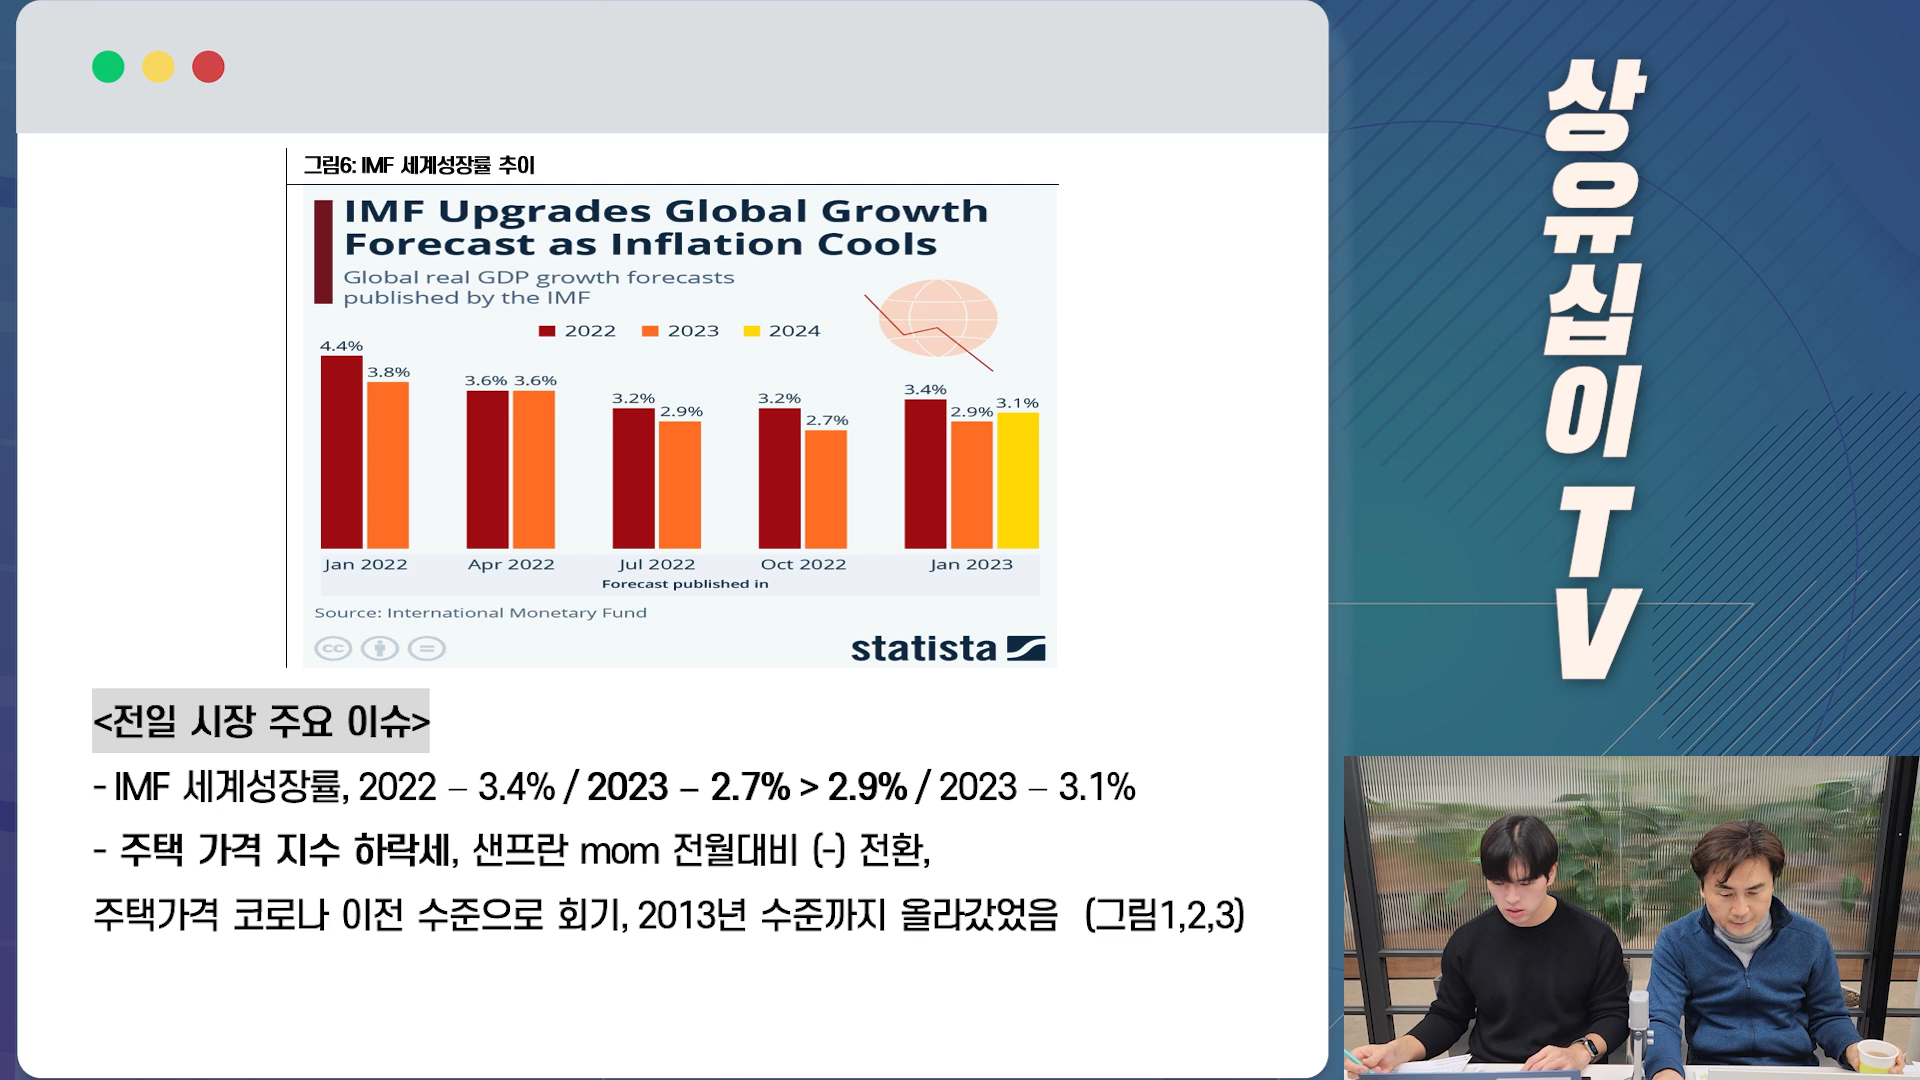 그림6: IMF 세계성장률 추이
IMF Upgrades Global Growth
Forecast as Inflation Cools
Global real GDP growth forecasts
published by the IMF
2022 2023 2024
4.4% 3.8% 3.6% 3.6% 3.2% 2.9% 3.2% 2.7% 3.4% 2.9% 3.1%
Jan 2022 Apr 2022 Jul 2022 Oct 2022 Jan 2023
Forecast published in
Source: International Monetary Fund
cc
statista
<전일 시장 주요 이슈>
- IMF 세계성장률, 2022 – 3.4% / 2023 – 2.7% > 2.9% / 2023 – 3.1%
- 주택 가격 지수 하락세, 샌프란 mom 전월대비 (-) 전환,
주택가격 코로나 이전 수준으로 회기, 2013년 수준까지 올라갔었음 (그림1,2,3)
상유십이 TV